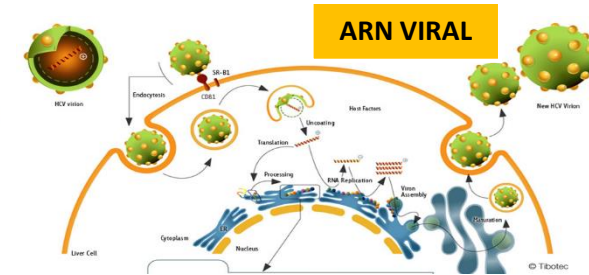 ARN VIRAL
HCV virion
SR-B1
CD81
Endocytosis
Host Factors
Uncoating
Translation
Processing
RNA Replication
Virion
Assembly
Maturation
New HCV Virion
ER
Cytoplasm
Nucleus
Liver Cell
© Tibotec